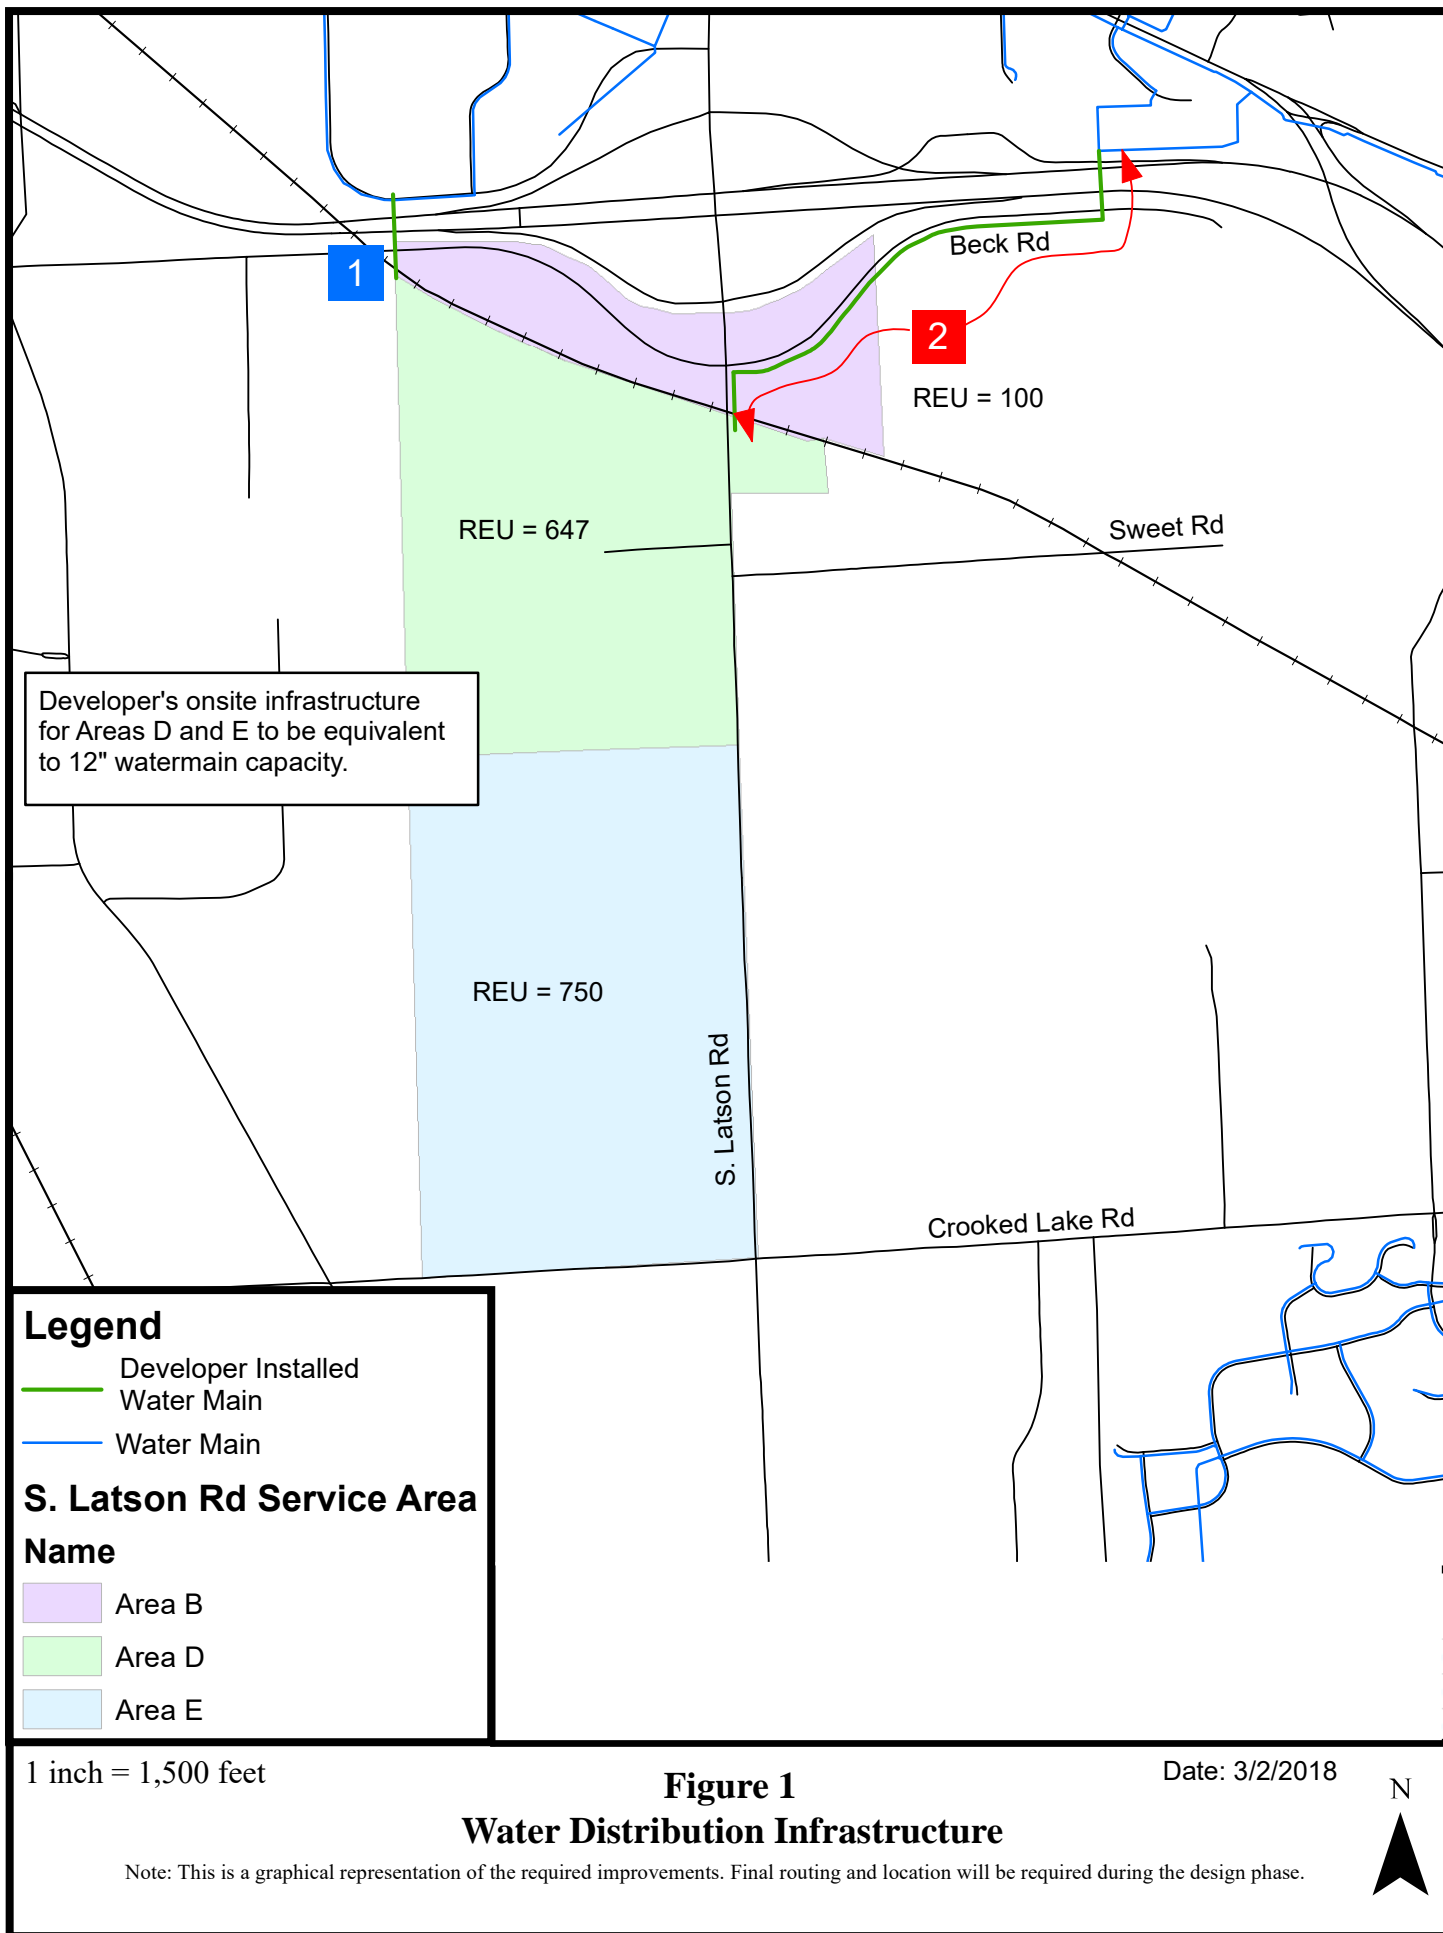 1
Beck Rd
2
REU = 100
REU = 647
Sweet Rd
Developer's onsite infrastructure
for Areas D and E to be equivalent
to 12" watermain capacity.
REU = 750
S. Latson Rd
Crooked Lake Rd
Legend
Developer Installed
Water Main
Water Main
S. Latson Rd Service Area
Name
Area B
Area D
Area E
1 inch = 1,500 feet
Date: 3/2/2018
N
Figure 1
Water Distribution Infrastructure
Note: This is a graphical representation of the required improvements. Final routing and location will be required during the design phase.